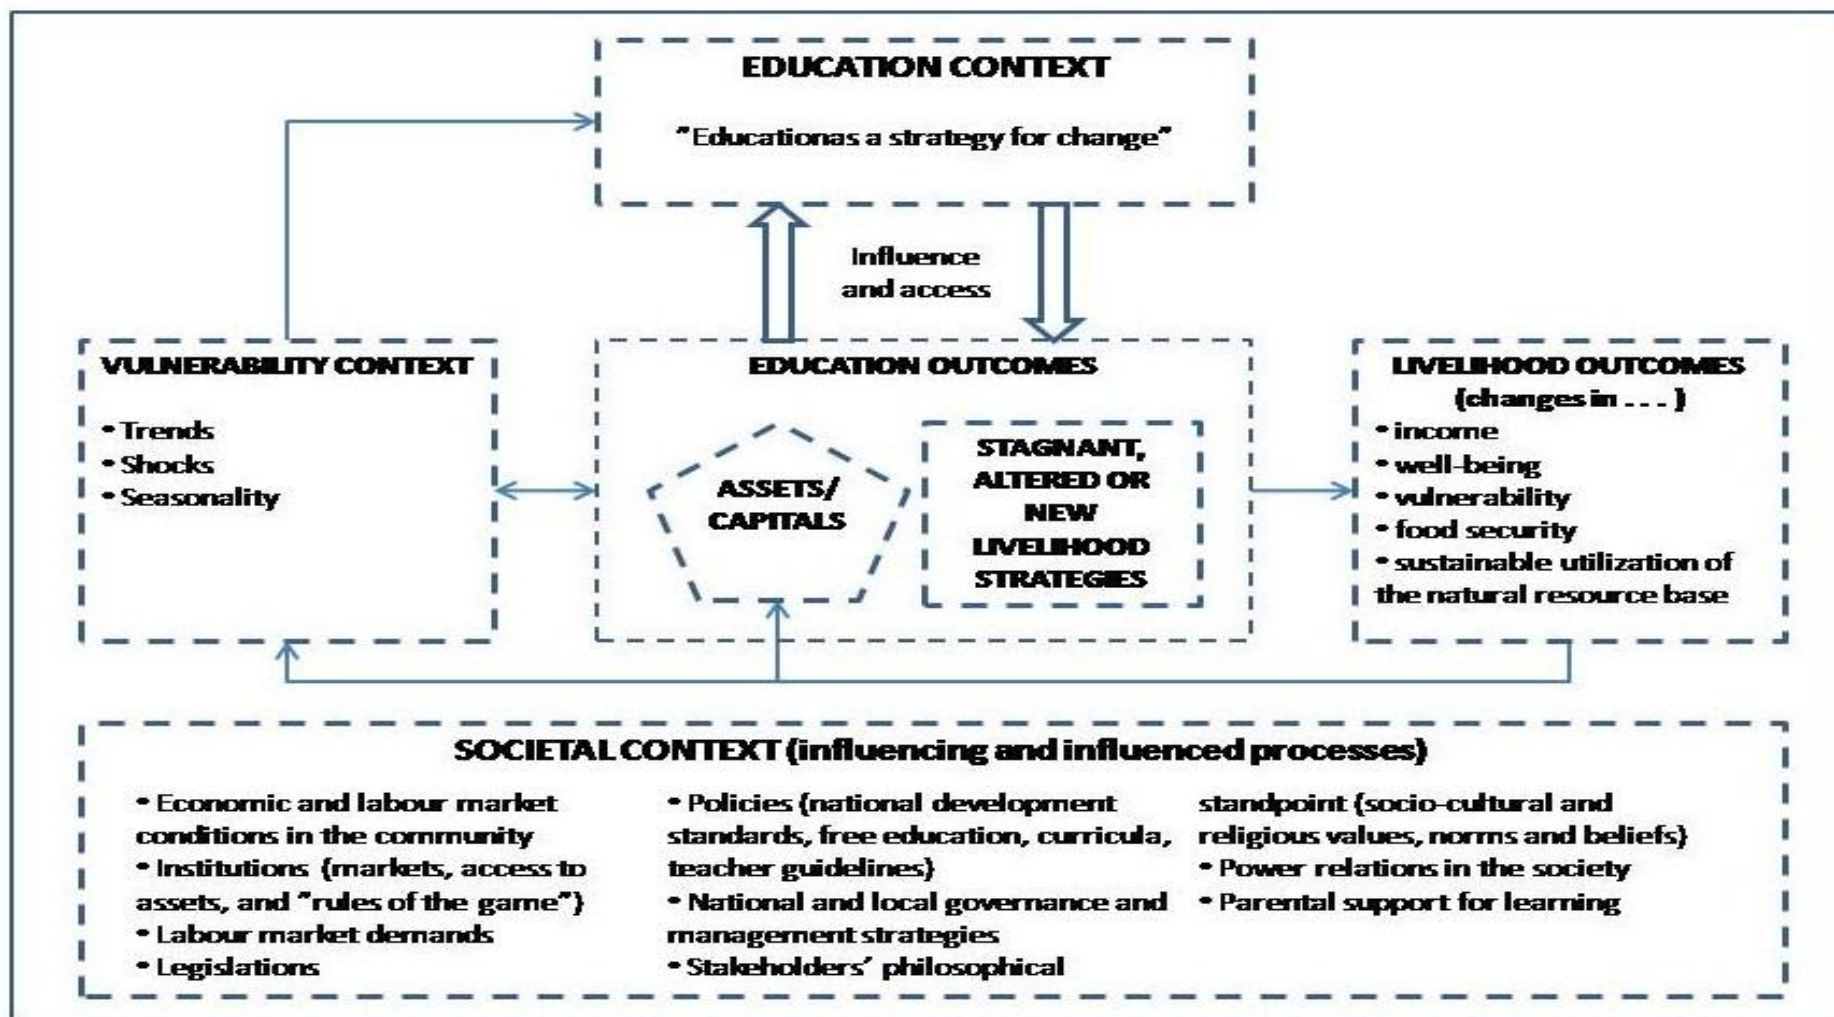 EDUCATION CONTEXT
"Educationas a strategy for change"
Influence
and access
VULNERABILITY CONTEXT
• Trends
• Shocks
• Seasonality
EDUCATION OUTCOMES
ASSETS/
CAPITALS
STAGNANT,
ALTERED OR
NEW
LIVELIHOOD
STRATEGIES
LIVELIHOOD OUTCOMES
(changes in . . . )
• income
• well-being
• vulnerability
• food security
• sustainable utilization of
the natural resource base
SOCIETAL CONTEXT (influencing and influenced processes)
• Economic and labour market
conditions in the community
• Institutions (markets, access to
assets, and "rules of the game")
• Labour market demands
• Legislations
• Policies (national development
standards, free education, curricula,
teacher guidelines)
• National and local governance and
management strategies
• Stakeholders' philosophical
standpoint (socio-cultural and
religious values, norms and beliefs)
• Power relations in the society
• Parental support for learning